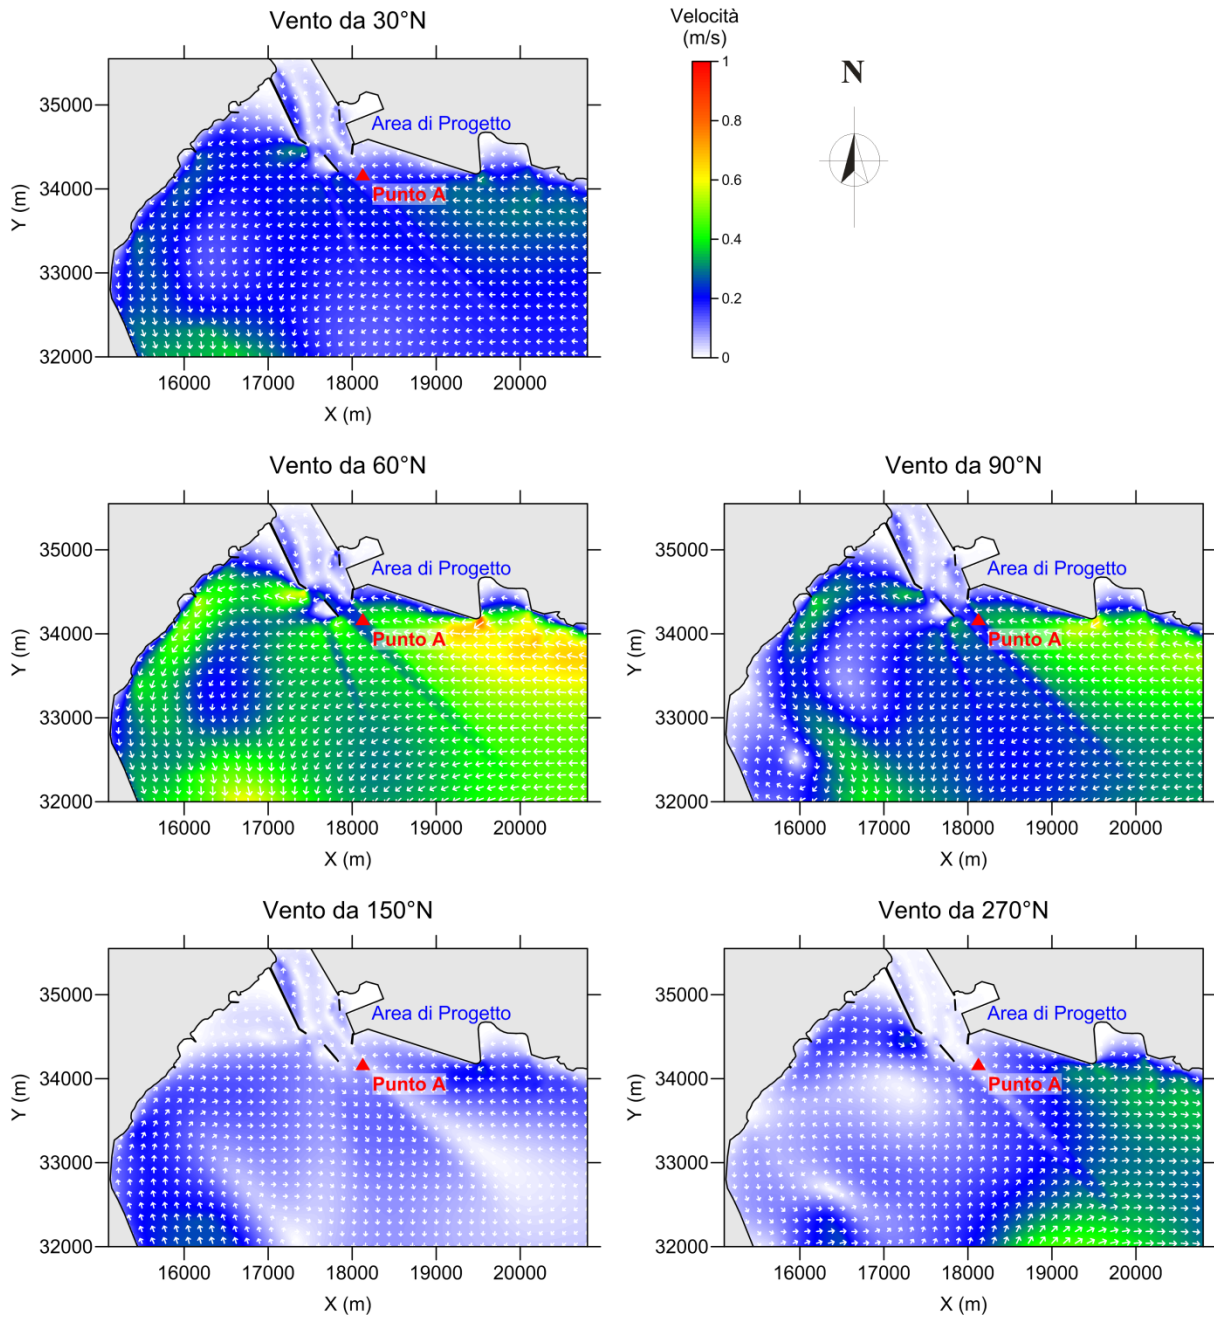 Vento da 30°N
Velocità
(m/s)
1
0.8
0.6
0.4
0.2
0
N
35000
34000
33000
32000
Y (m)
Area di Progetto
Punto A
16000 17000 18000 19000 20000
X (m)
Vento da 60°N
35000
34000
33000
32000
Y (m)
Area di Progetto
Punto A
16000 17000 18000 19000 20000
X (m)
Vento da 90°N
35000
34000
33000
32000
Y (m)
Area di Progetto
Punto A
16000 17000 18000 19000 20000
X (m)
Vento da 150°N
35000
34000
33000
32000
Y (m)
Area di Progetto
Punto A
16000 17000 18000 19000 20000
X (m)
Vento da 270°N
35000
34000
33000
32000
Y (m)
Area di Progetto
Punto A
16000 17000 18000 19000 20000
X (m)